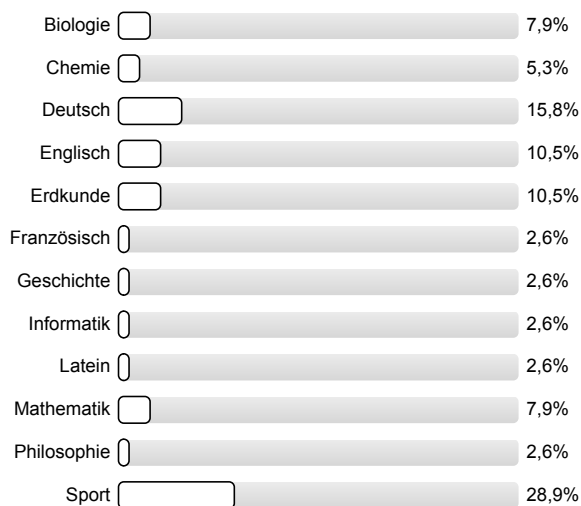 Biologie 7,9%
Chemie 5,3%
Deutsch 15,8%
Englisch 10,5%
Erdkunde 10,5%
Französisch 2,6%
Geschichte 2,6%
Informatik 2,6%
Latein 2,6%
Mathematik 7,9%
Philosophie 2,6%
Sport 28,9%